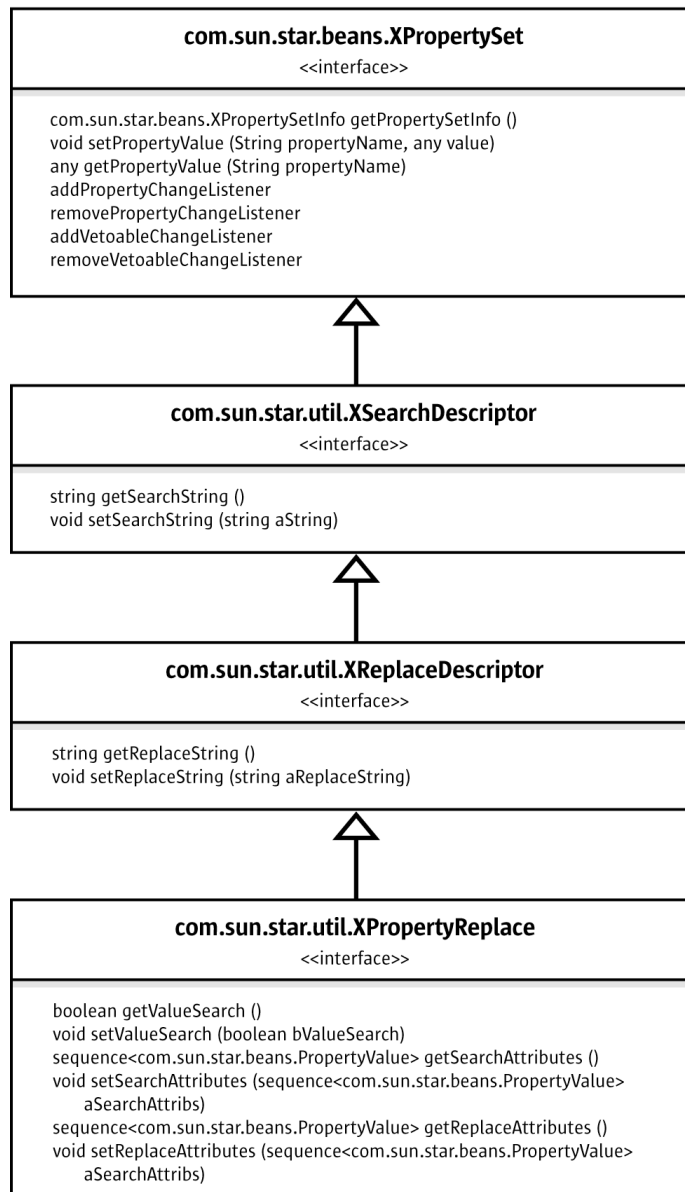 com.sun.star.beans.XPropertySet
<<interface>>
com.sun.star.beans.XPropertySetInfo getPropertySetInfo ()
void setPropertyValue (String propertyName, any value)
any getPropertyValue (String propertyName)
addPropertyChangeListener
removePropertyChangeListener
addVetoableChangeListener
removeVetoableChangeListener
com.sun.star.util.XSearchDescriptor
<<interface>>
string getSearchString ()
void setSearchString (string aString)
com.sun.star.util.XReplaceDescriptor
<<interface>>
string getReplaceString ()
void setReplaceString (string aReplaceString)
com.sun.star.util.XPropertyReplace
<<interface>>
boolean getValueSearch ()
void setValueSearch (boolean bValueSearch)
sequence<com.sun.star.beans.PropertyValue> getSearchAttributes ()
void setSearchAttributes (sequence<com.sun.star.beans.PropertyValue>
aSearchAttribs)
sequence<com.sun.star.beans.PropertyValue> getReplaceAttributes ()
void setReplaceAttributes (sequence<com.sun.star.beans.PropertyValue>
aSearchAttribs)